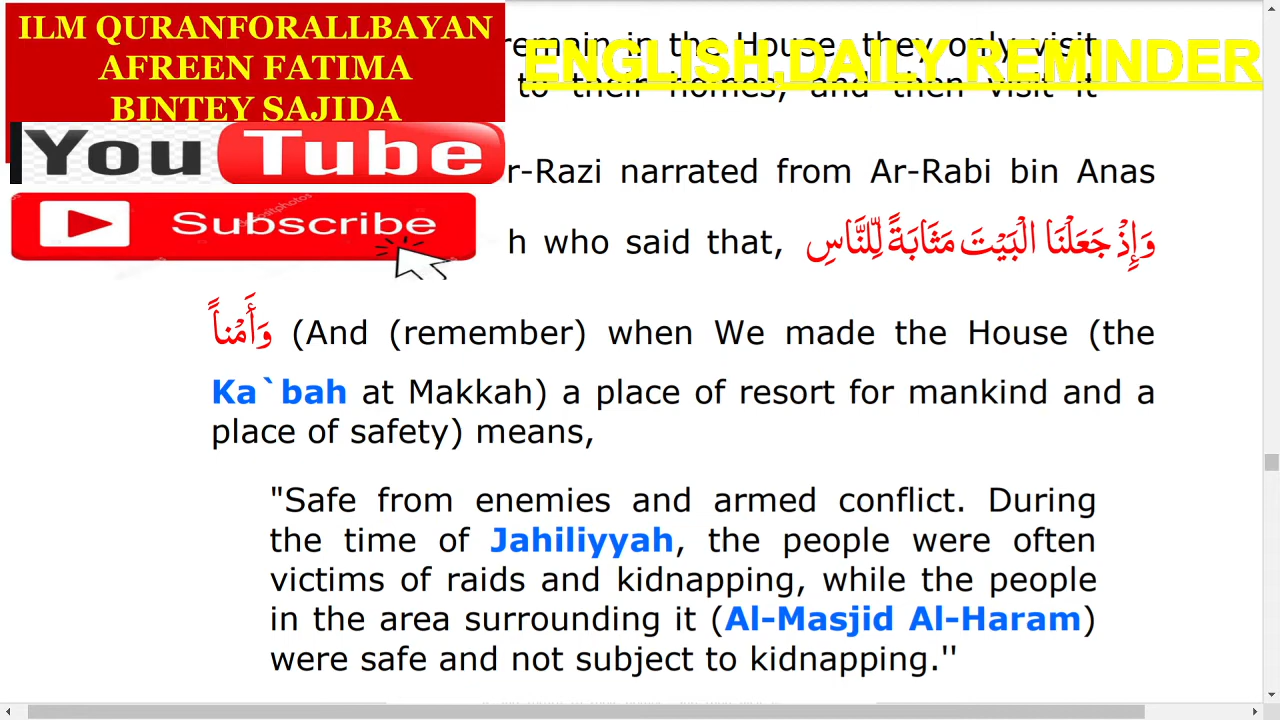 ILM QURANFORALLBAYAN
AFREEN FATIMA
BINTEY SAJIDA
YouTube
Subscribe
ENGLISH,DAILY REMINDER
remain in the House, they only visit
to their homes, and then visit it
r-Razi narrated from Ar-Rabi bin Anas
h who said that, وَإِذْ جَعَلْنَا الْبَيْتَ مَثَابَةً لِّلنَّاسِ
وَأَمْناً (And (remember) when We made the House (the
Ka`bah at Makkah) a place of resort for mankind and a
place of safety) means,
"Safe from enemies and armed conflict. During
the time of Jahiliyyah, the people were often
victims of raids and kidnapping, while the people
in the area surrounding it (Al-Masjid Al-Haram)
were safe and not subject to kidnapping.''